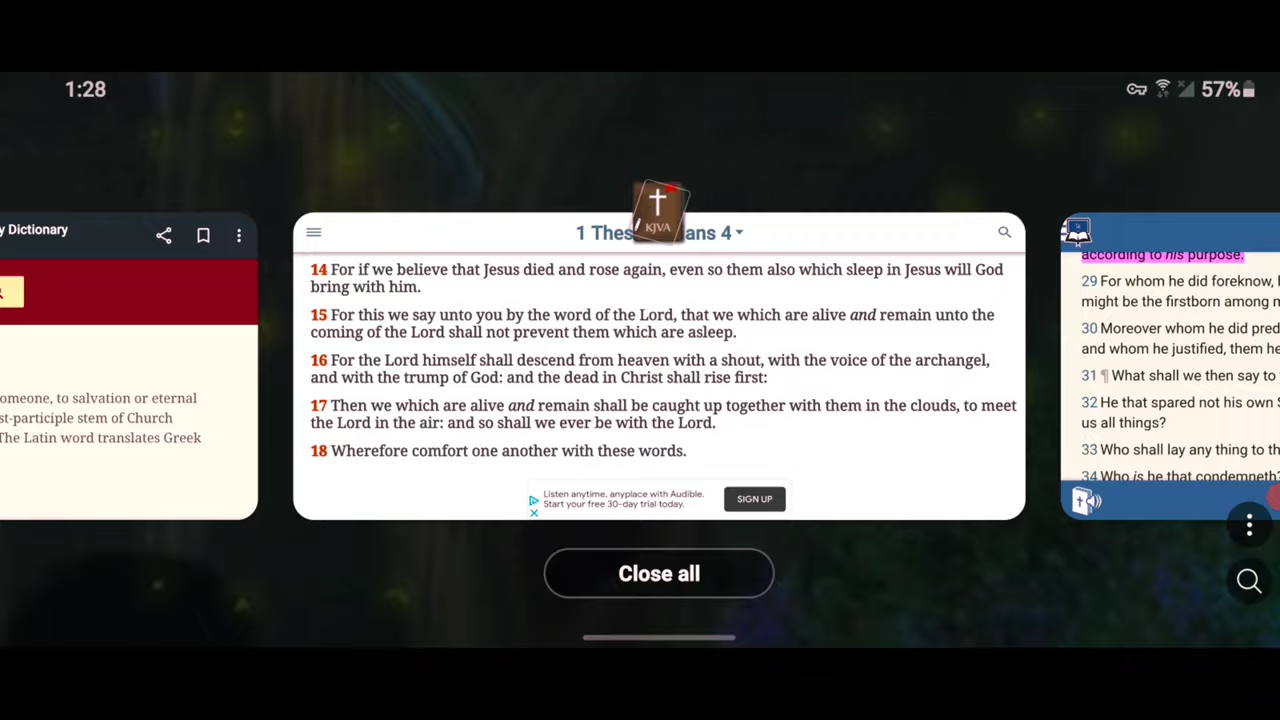 1:28
57%
y Dictionary
omeone, to salvation or eternal
st-participle stem of Church
The Latin word translates Greek
KJVA
1 Thes ans 4
14 For if we believe that Jesus died and rose again, even so them also which sleep in Jesus will God
bring with him.
15 For this we say unto you by the word of the Lord, that we which are alive and remain unto the
coming of the Lord shall not prevent them which are asleep.
16 For the Lord himself shall descend from heaven with a shout, with the voice of the archangel,
and with the trump of God: and the dead in Christ shall rise first:
17 Then we which are alive and remain shall be caught up together with them in the clouds, to meet
the Lord in the air: and so shall we ever be with the Lord.
18 Wherefore comfort one another with these words.
Listen anytime, anyplace with Audible.
Start your free 30-day trial today.
SIGN UP
according to his purpose.
29 For whom he did foreknow, 
might be the firstborn among m
30 Moreover whom he did pred
and whom he justified, them he
31 ¶ What shall we then say to
32 He that spared not his own S
us all things?
33 Who shall lay any thing to th
34 Who is he that condemneth?
Close all